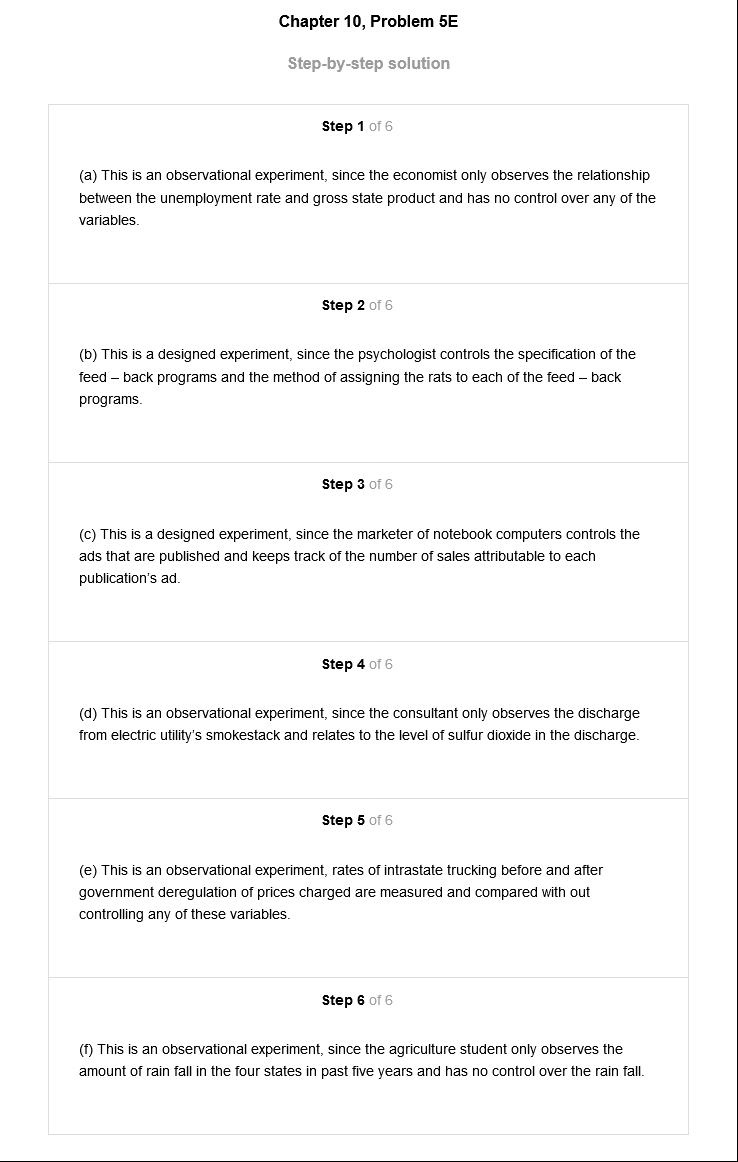 Chapter 10, Problem 5E
Step-by-step solution
Step 1 of 6
(a) This is an observational experiment, since the economist only observes the relationship
between the unemployment rate and gross state product and has no control over any of the
variables.
Step 2 of 6
(b) This is a designed experiment, since the psychologist controls the specification of the
feed – back programs and the method of assigning the rats to each of the feed – back
programs.
Step 3 of 6
(c) This is a designed experiment, since the marketer of notebook computers controls the
ads that are published and keeps track of the number of sales attributable to each
publication's ad.
Step 4 of 6
(d) This is an observational experiment, since the consultant only observes the discharge
from electric utility's smokestack and relates to the level of sulfur dioxide in the discharge.
Step 5 of 6
(e) This is an observational experiment, rates of intrastate trucking before and after
government deregulation of prices charged are measured and compared with out
controlling any of these variables.
Step 6 of 6
(f) This is an observational experiment, since the agriculture student only observes the
amount of rain fall in the four states in past five years and has no control over the rain fall.